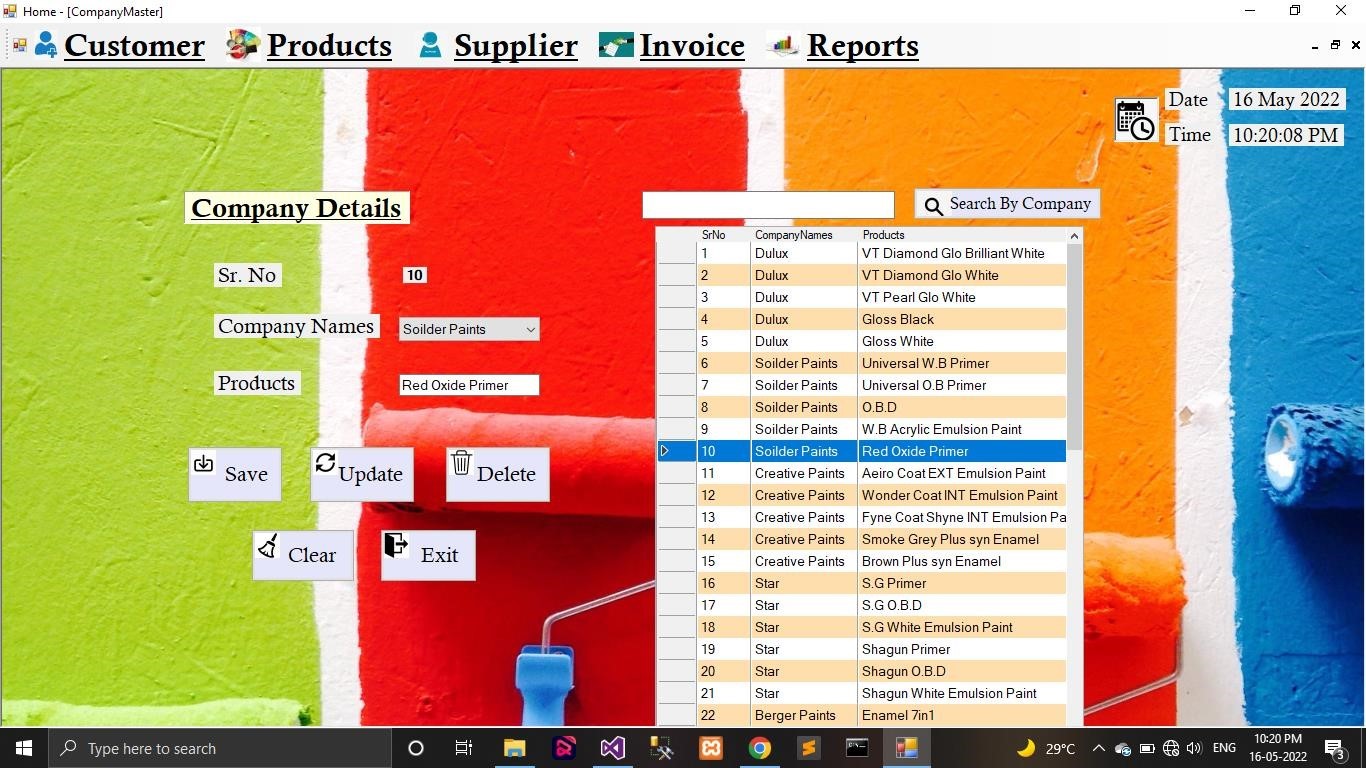 Home - [CompanyMaster]
Customer Products Supplier Invoice Reports
Date 16 May 2022
Time 10:20:08 PM
Company Details
Search By Company
Sr. No 10
Company Names Soilder Paints
Products Red Oxide Primer
Save Update Delete
Clear Exit
SrNo CompanyNames Products
1 Dulux VT Diamond Glo Brilliant White
2 Dulux VT Diamond Glo White
3 Dulux VT Pearl Glo White
4 Dulux Gloss Black
5 Dulux Gloss White
6 Soilder Paints Universal W.B Primer
7 Soilder Paints Universal O.B Primer
8 Soilder Paints O.B.D
9 Soilder Paints W.B Acrylic Emulsion Paint
10 Soilder Paints Red Oxide Primer
11 Creative Paints Aeiro Coat EXT Emulsion Paint
12 Creative Paints Wonder Coat INT Emulsion Paint
13 Creative Paints Fyne Coat Shyne INT Emulsion Pa
14 Creative Paints Smoke Grey Plus syn Enamel
15 Creative Paints Brown Plus syn Enamel
16 Star S.G Primer
17 Star S.G O.B.D
18 Star S.G White Emulsion Paint
19 Star Shagun Primer
20 Star Shagun O.B.D
21 Star Shagun White Emulsion Paint
22 Berger Paints Enamel 7in1
Type here to search
29°C
ENG
10:20 PM
16-05-2022
3